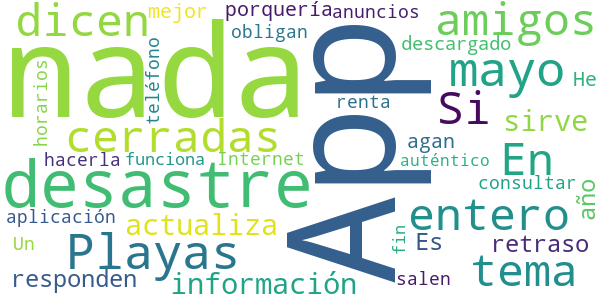 dicen mejor porquería anuncios amigos
obligan
nada
App
descargado
mayo He
horarios teléfono
renta
Si sirve
cerradas
agan
En
hacerla funciona Internet
auténtico
desastre
consultar
año
aplicación actualiza
entero
Un Playas
fin Es retraso
responden información
salen tema